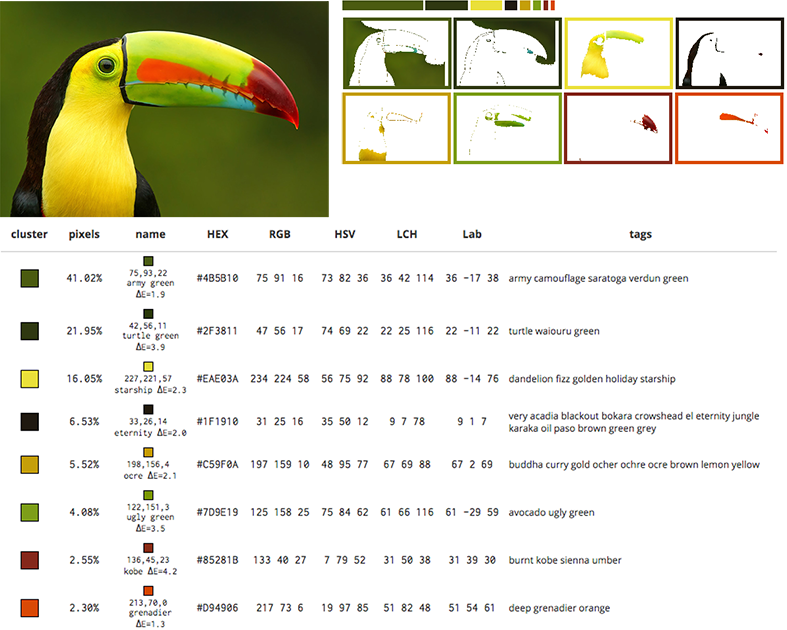 cluster pixels name HEX RGB HSV LCH Lab tags
41.02% 75,93,22 army green ΔE=1.9 #4B5B10 75 91 16 73 82 36 36 42 114 36 -17 38 army camouflage saratoga verdun green
21.95% 42,56,11 turtle green ΔE=3.9 #2F3811 47 56 17 74 69 22 22 25 116 22 -11 22 turtle waiouru green
16.05% 227,221,57 starship ΔE=2.3 #EAE03A 234 224 58 56 75 92 88 78 100 88 -14 76 dandelion fizz golden holiday starship
6.53% 33,26,14 eternity ΔE=2.0 #1F1910 31 25 16 35 50 12 9 7 78 9 1 7 very acadia blackout bokara crowshead el eternity jungle
karaka oil paso brown green grey
5.52% 198,156,4 ocre ΔE=2.1 #C59F0A 197 159 10 48 95 77 67 69 88 67 2 69 buddha curry gold ocher ochre ocre brown lemon yellow
4.08% 122,151,3 ugly green ΔE=3.5 #7D9E19 125 158 25 75 84 62 61 66 116 61 -29 59 avocado ugly green
2.55% 136,45,23 kobe ΔE=4.2 #85281B 133 40 27 7 79 52 31 50 38 31 39 30 burnt kobe sienna umber
2.30% 213,70,0 grenadier ΔE=1.3 #D94906 217 73 6 19 97 85 51 82 48 51 54 61 deep grenadier orange